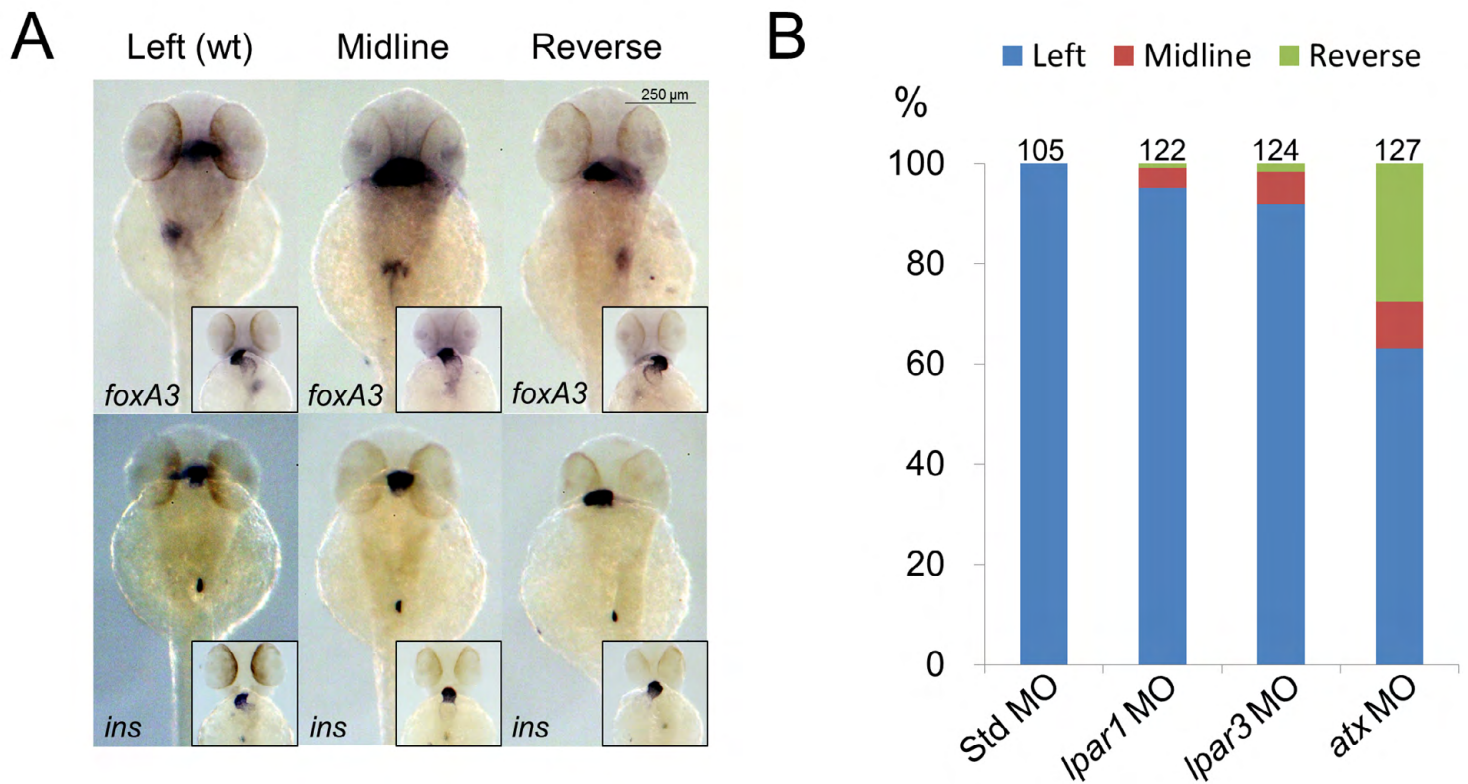 A
Left (wt) Midline Reverse
250 µm
foxA3 foxA3 foxA3
ins ins ins
B
Left Midline Reverse
%
105 122 124 127
100
80
60
40
20
0
Std MO lpar1 MO lpar3 MO atx MO